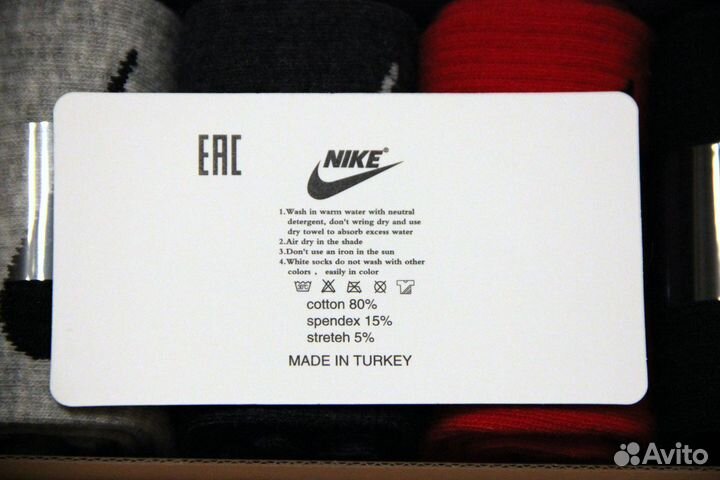 EAC
NIKE®
1.Wash in warm water with neutral
detergent, don't wring dry and use
dry towel to absorb excess water
2.Air dry in the shade
3.Don't use an iron in the sun
4.White socks do not wash with other
colors , easily in color
cotton 80%
spendex 15%
streteh 5%
MADE IN TURKEY
Avito